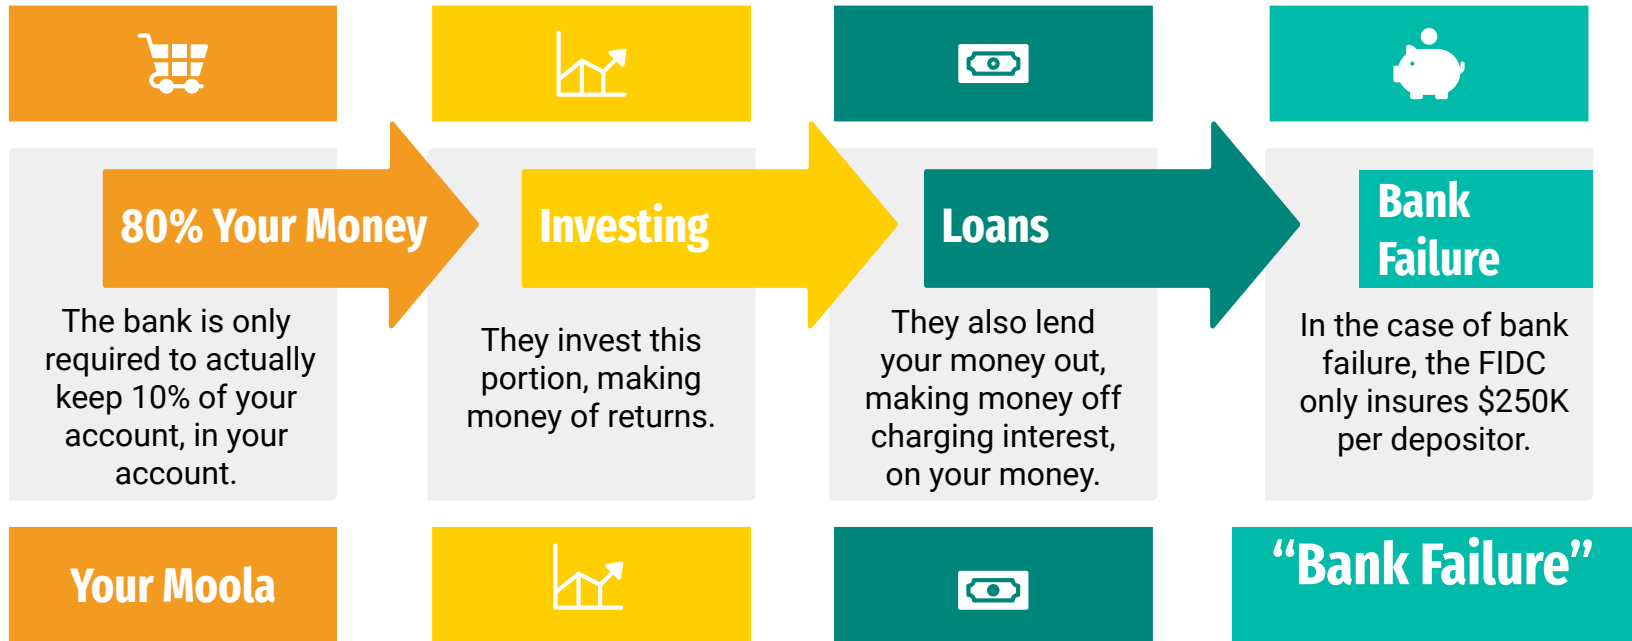 80% Your Money
The bank is only
required to actually
keep 10% of your
account, in your
account.
Investing
They invest this
portion, making
money of returns.
Loans
They also lend
your money out,
making money off
charging interest,
on your money.
Bank
Failure
In the case of bank
failure, the FIDC
only insures $250K
per depositor.
Your Moola
“Bank Failure”